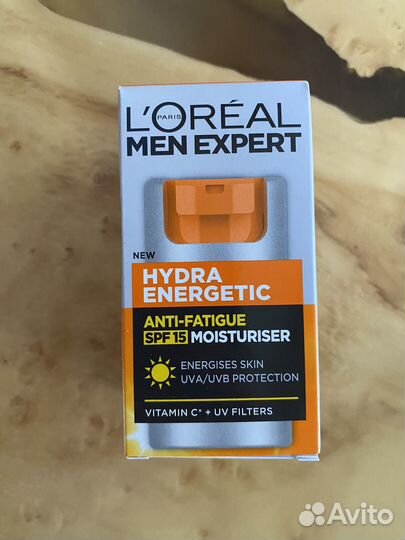 L'ORÉAL
PARIS
MEN EXPERT
NEW
HYDRA
ENERGETIC
ANTI-FATIGUE
SPF 15 MOISTURISER
ENERGISES SKIN
UVA/UVB PROTECTION
VITAMIN C* + UV FILTERS
Avito